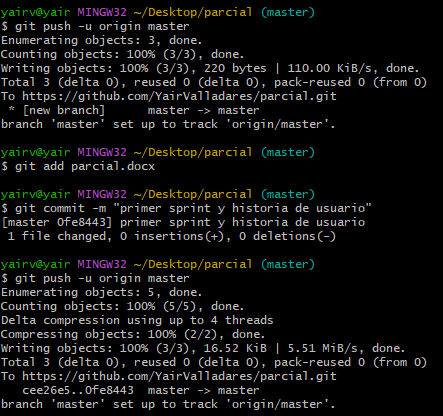 yairv@yair MINGW32 ~/Desktop/parcial (master)
$ git push -u origin master
Enumerating objects: 3, done.
Counting objects: 100% (3/3), done.
Writing objects: 100% (3/3), 220 bytes | 110.00 KiB/s, done.
Total 3 (delta 0), reused 0 (delta 0), pack-reused 0 (from 0)
To https://github.com/YairValladares/parcial.git
 * [new branch]      master -> master
branch 'master' set up to track 'origin/master'.
yairv@yair MINGW32 ~/Desktop/parcial (master)
$ git add parcial.docx
yairv@yair MINGW32 ~/Desktop/parcial (master)
$ git commit -m "primer sprint y historia de usuario"
[master 0fe8443] primer sprint y historia de usuario
 1 file changed, 0 insertions(+), 0 deletions(-)
yairv@yair MINGW32 ~/Desktop/parcial (master)
$ git push -u origin master
Enumerating objects: 5, done.
Counting objects: 100% (5/5), done.
Delta compression using up to 4 threads
Compressing objects: 100% (2/2), done.
Writing objects: 100% (3/3), 16.52 KiB | 5.51 MiB/s, done.
Total 3 (delta 0), reused 0 (delta 0), pack-reused 0 (from 0)
To https://github.com/YairValladares/parcial.git
   cee26e5..0fe8443  master -> master
branch 'master' set up to track 'origin/master'.